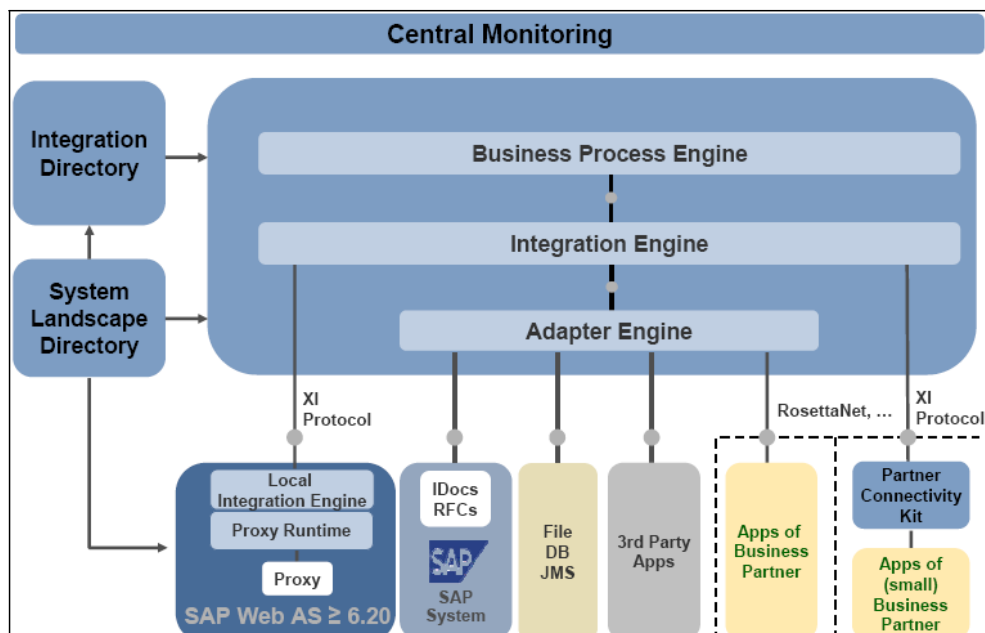 Central Monitoring
Integration
Directory
Business Process Engine
Integration Engine
System
Landscape
Directory
Adapter Engine
XI
Protocol
RosettaNet, ...
XI
Protocol
Local
Integration Engine
Proxy Runtime
Proxy
SAP Web AS ≥ 6.20
IDocs
RFCs
SAP
SAP
System
File
DB
JMS
3rd Party
Apps
Apps of
Business
Partner
Partner
Connectivity
Kit
Apps of
(small)
Business
Partner